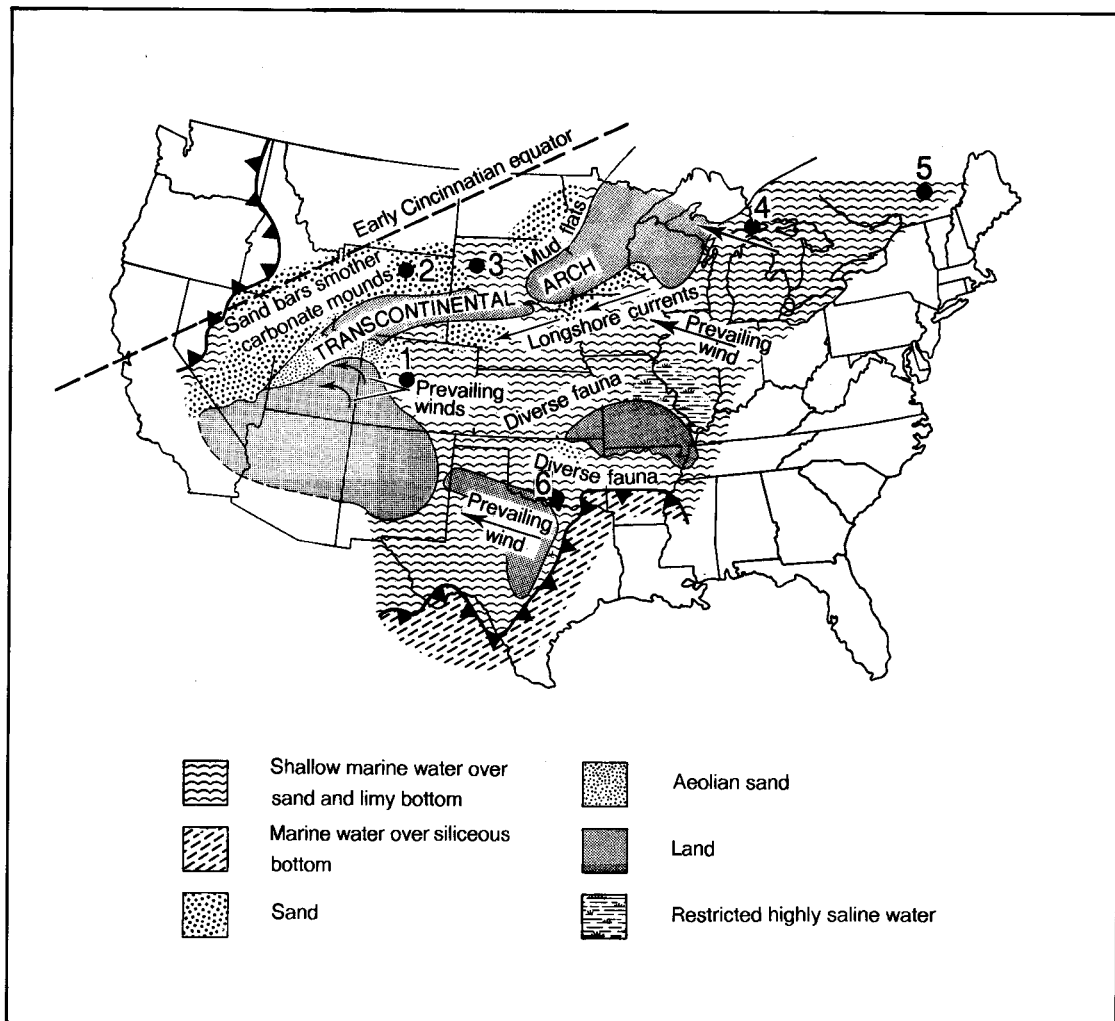 Early Cincinnatian equator
5
4
Mud flats
2
3
Sand bars smother
carbonate mounds
ARCH
TRANSCONTINENTAL
Longshore currents
Prevailing
wind
1
Prevailing
winds
Diverse fauna
Diverse fauna
6
Prevailing
wind
Shallow marine water over
sand and limy bottom
Marine water over siliceous
bottom
Sand
Aeolian sand
Land
Restricted highly saline water